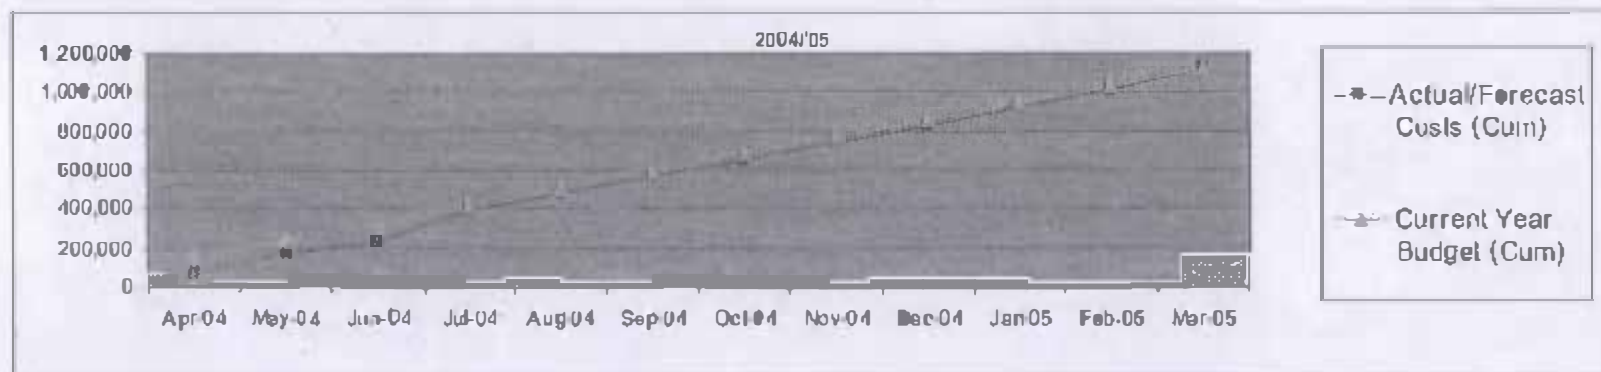 2004/'05
1,200,000
1,000,000
800,000
600,000
400,000
200,000
0
Apr-04 May-04 Jun-04 Jul-04 Aug-04 Sep-04 Oct-04 Nov-04 Dec-04 Jan-05 Feb-05 Mar-05
Actual/Forecast
Costs (Cum)
Current Year
Budget (Cum)